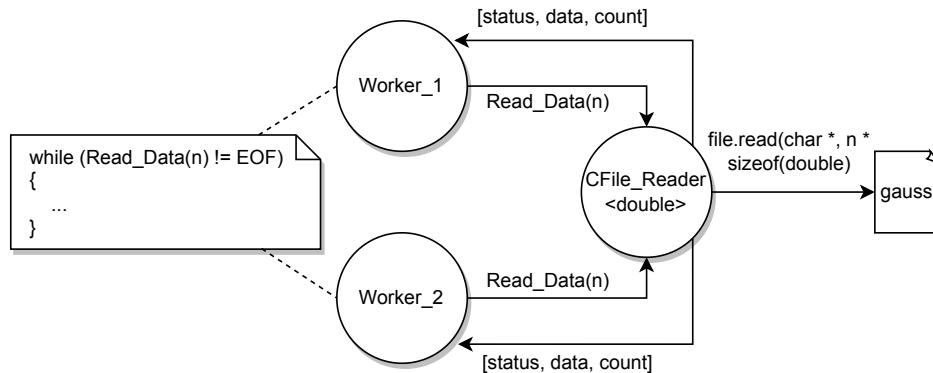 [status, data, count]
Worker_1
Read_Data(n)
while (Read_Data(n) != EOF)
{
...
}
file.read(char *, n *
sizeof(double)
CFile_Reader
<double>
gauss
Worker_2
Read_Data(n)
[status, data, count]